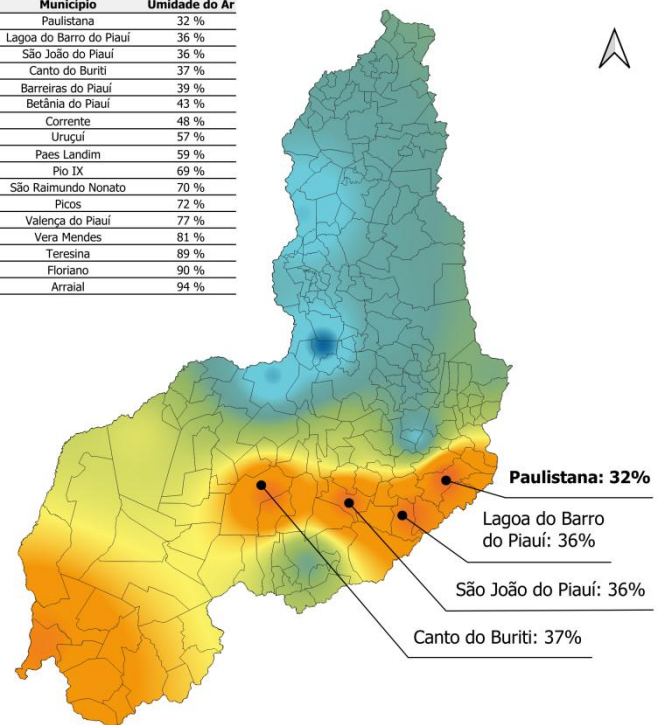 Município Umidade do Ar
Paulistana 32 %
Lagoa do Barro do Piauí 36 %
São João do Piauí 36 %
Canto do Buriti 37 %
Barreiras do Piauí 39 %
Betânia do Piauí 43 %
Corrente 48 %
Uruçuí 57 %
Paes Landim 59 %
Pio IX 69 %
São Raimundo Nonato 70 %
Picos 72 %
Valença do Piauí 77 %
Vera Mendes 81 %
Teresina 89 %
Floriano 90 %
Arraial 94 %
Paulistana: 32%
Lagoa do Barro
do Piauí: 36%
São João do Piauí: 36%
Canto do Buriti: 37%